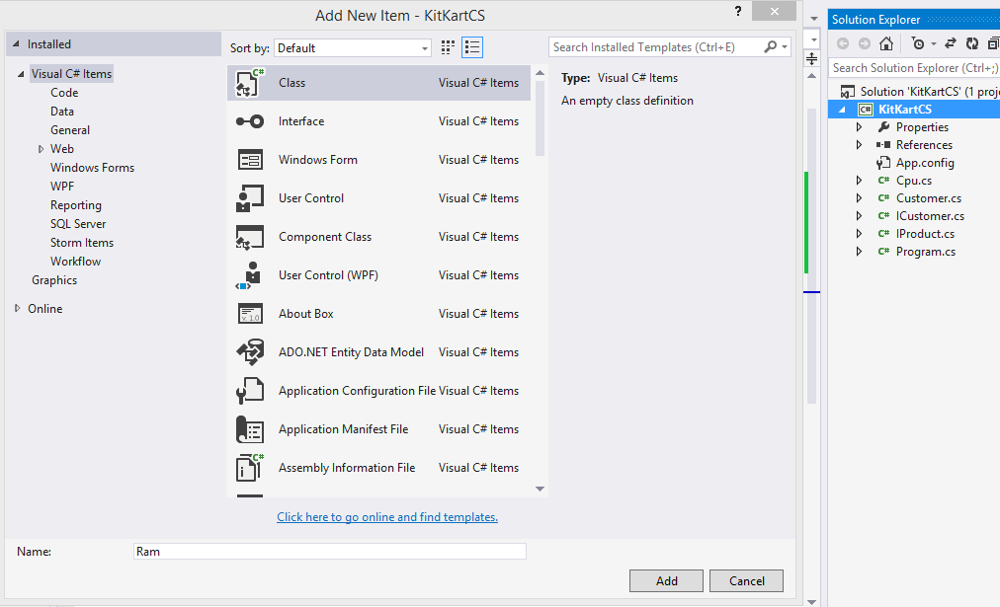 Add New Item - KitKartCS
?
Installed
Sort by: Default
Search Installed Templates (Ctrl+E)
Visual C# Items
Code
Data
General
Web
Windows Forms
WPF
Reporting
SQL Server
Storm Items
Workflow
Graphics
Online
C# Class Visual C# Items
Interface Visual C# Items
Windows Form Visual C# Items
User Control Visual C# Items
Component Class Visual C# Items
User Control (WPF) Visual C# Items
v. 1.0 About Box Visual C# Items
ADO.NET Entity Data Model Visual C# Items
Application Configuration File Visual C# Items
Application Manifest File Visual C# Items
C# Assembly Information File Visual C# Items
Type: Visual C# Items
An empty class definition
Click here to go online and find templates.
Name: Ram
Add Cancel
Solution Explorer
Search Solution Explorer (Ctrl+;)
Solution 'KitKartCS' (1 proje
C# KitKartCS
Properties
References
App.config
C# Cpu.cs
C# Customer.cs
C# ICustomer.cs
C# IProduct.cs
C# Program.cs